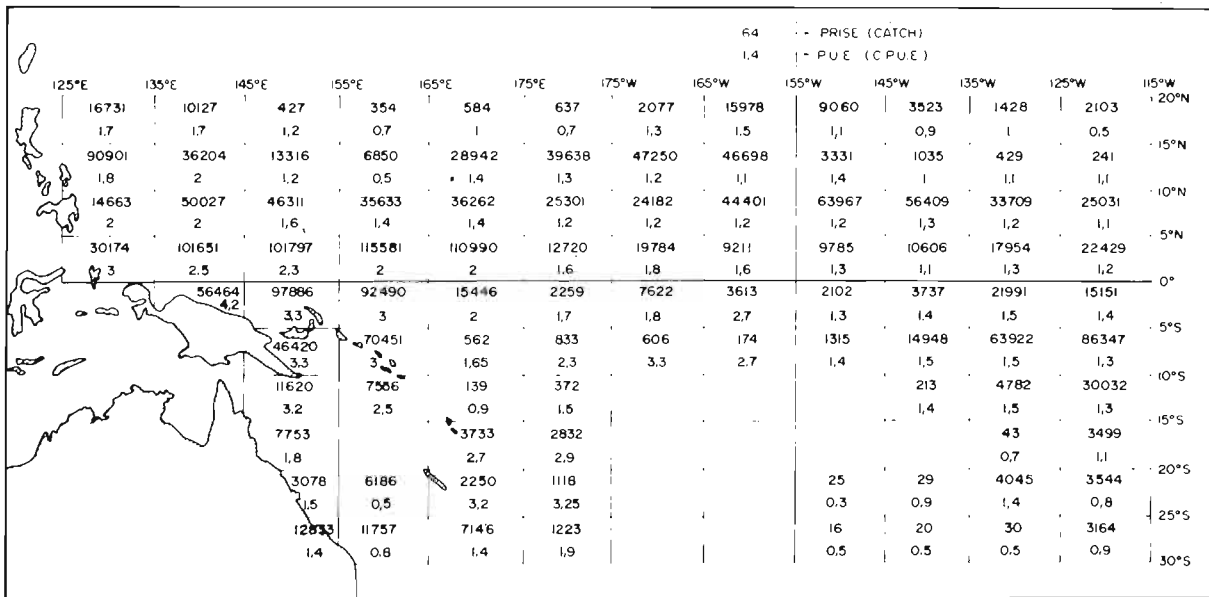 64 - - PRISE (CATCH)
1,4 - P.U.E (C.P.U.E)
125°E 135°E 145°E 155°E 165°E 175°E 175°W 165°W 155°W 145°W 135°W 125°W 115°W
16731 10127 427 354 584 637 2077 15978 9060 3523 1428 2103 20°N
1.7 1.7 1,2 0.7 1 0,7 1,3 1.5 1,1 0,9 1 0,5
15°N
90901 36204 13316 6850 28942 39638 47250 46698 3331 1035 429 241
1,8 2 1.2 0,5 1.4 1,3 1.2 1,1 1.4 1 1,1 1,1
10°N
14663 50027 46311 35633 36262 25301 24182 44401 63967 56409 33709 25031
2 2 1,6 1.4 1,4 1.2 1,2 1,2 1,2 1,3 1,2 1,1
5°N
30174 101651 101797 115581 110990 12720 19784 9211 9785 10606 17954 22429
3 2.5 2,3 2 2 1.6 1,8 1,6 1,3 1,1 1,3 1,2
0°
56464 97886 92490 15446 2259 7622 3613 2102 3737 21991 15151
4,2 3.3 3 2 1,7 1,8 2,7 1.3 1.4 1,5 1,4
5°S
46420 70451 562 833 606 174 1315 14948 63922 86347
3.3 3 1,65 2,3 3.3 2.7 1,4 1,5 1,5 1,3
10°S
11620 139 372 213 4782 30032
3.2 2,5 0.9 1.5 1,4 1,5 1,3
15°S
7753 3733 2832 43 3499
1,8 2.7 2.9 0.7 1,1
20°S
3078 6186 2250 1118 25 29 4045 3544
1,5 0,5 3,2 3,25 0.3 0.9 1,4 0,8
25°S
11757 7146 1223 16 20 30 3164
1,4 0.8 1.4 1,9 0.5 0.5 0.5 0.9
30°S